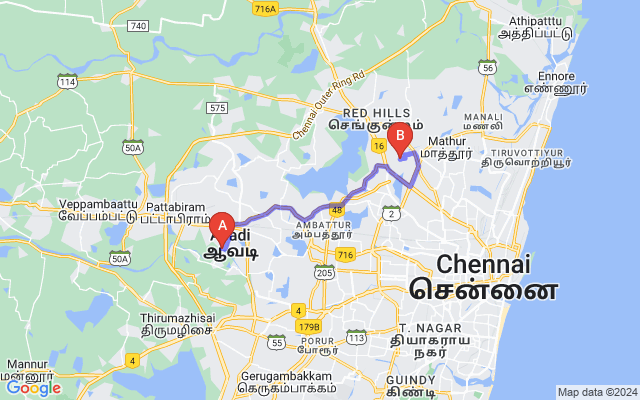 716A
Athipatttu
அத்திபட்டு
56
Ennore
எண்ணூர்
114
Chennai Outer Ring Rd
575
RED HILLS
செங்குன்றம்
MANALI
மணலி
B
16
Mathur
மாத்தூர்
TIRUVOTTIYUR
திருவொற்றியூர்
Veppambaattu
வேப்பம்பட்டு
Pattabiram
பட்டாபிராம்
48
2
A
Avadi
ஆவடி
AMBATTUR
அம்பத்தூர்
50A
50A
716
205
Chennai
சென்னை
Thirumazhisai
திருமழிசை
4
179B
T. NAGAR
தியாகராய
நகர்
113
55
PORUR
போரூர்
Mannur
மன்னூர்
4
Gerugambakkam
கெருகம்பாக்கம்
GUINDY
கிண்டி
Google
Map data ©2024